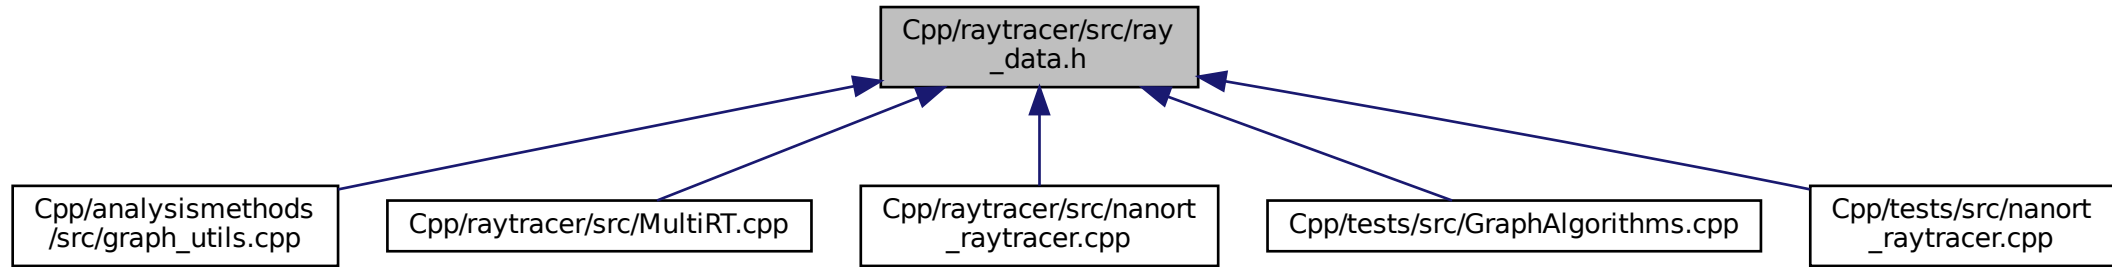 Cpp/raytracer/src/ray
_data.h
Cpp/analysismethods
/src/graph_utils.cpp
Cpp/raytracer/src/MultiRT.cpp
Cpp/raytracer/src/nanort
_raytracer.cpp
Cpp/tests/src/GraphAlgorithms.cpp
Cpp/tests/src/nanort
_raytracer.cpp